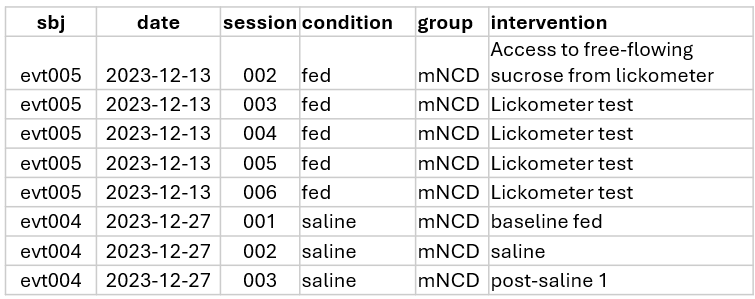 sbj date session condition group intervention
Access to free-flowing
evt005 2023-12-13 002 fed mNCD sucrose from lickometer
evt005 2023-12-13 003 fed mNCD Lickometer test
evt005 2023-12-13 004 fed mNCD Lickometer test
evt005 2023-12-13 005 fed mNCD Lickometer test
evt005 2023-12-13 006 fed mNCD Lickometer test
evt004 2023-12-27 001 saline mNCD baseline fed
evt004 2023-12-27 002 saline mNCD saline
evt004 2023-12-27 003 saline mNCD post-saline 1